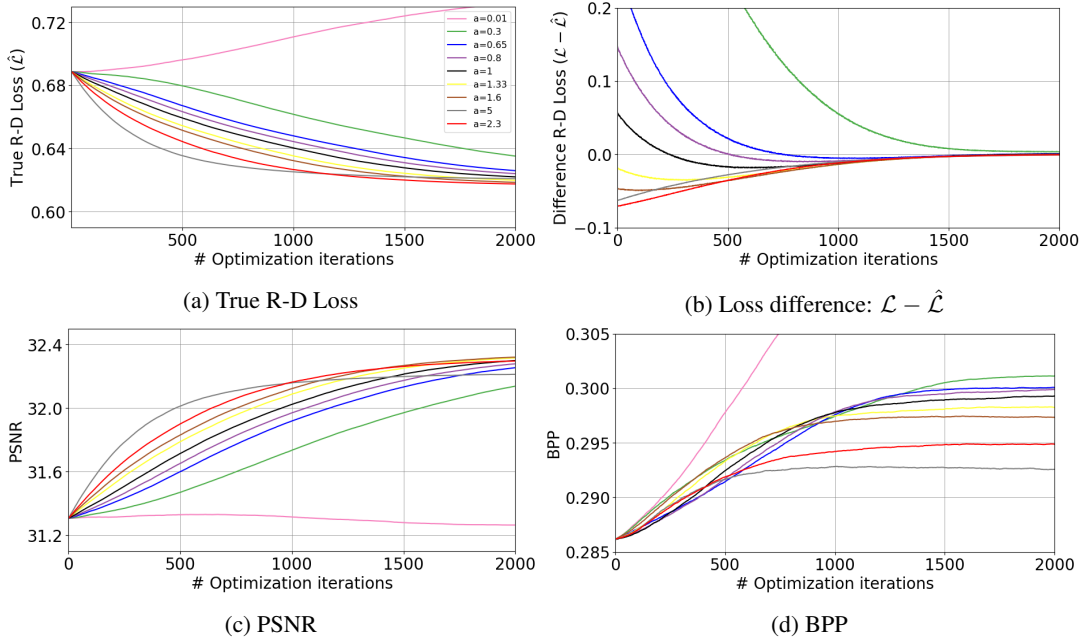 True R-D Loss (ℒ̂)
0.72
0.68
0.64
0.60
500
1000
1500
2000
# Optimization iterations
a=0.01
a=0.3
a=0.65
a=0.8
a=1
a=1.33
a=1.6
a=5
a=2.3
(a) True R-D Loss
Difference R-D Loss (ℒ − ℒ̂)
0.2
0.1
0.0
−0.1
0
500
1000
1500
2000
# Optimization iterations
(b) Loss difference: ℒ − ℒ̂
PSNR
32.4
32.0
31.6
31.2
0
500
1000
1500
2000
# Optimization iterations
(c) PSNR
BPP
0.305
0.300
0.295
0.290
0.285
0
500
1000
1500
2000
# Optimization iterations
(d) BPP